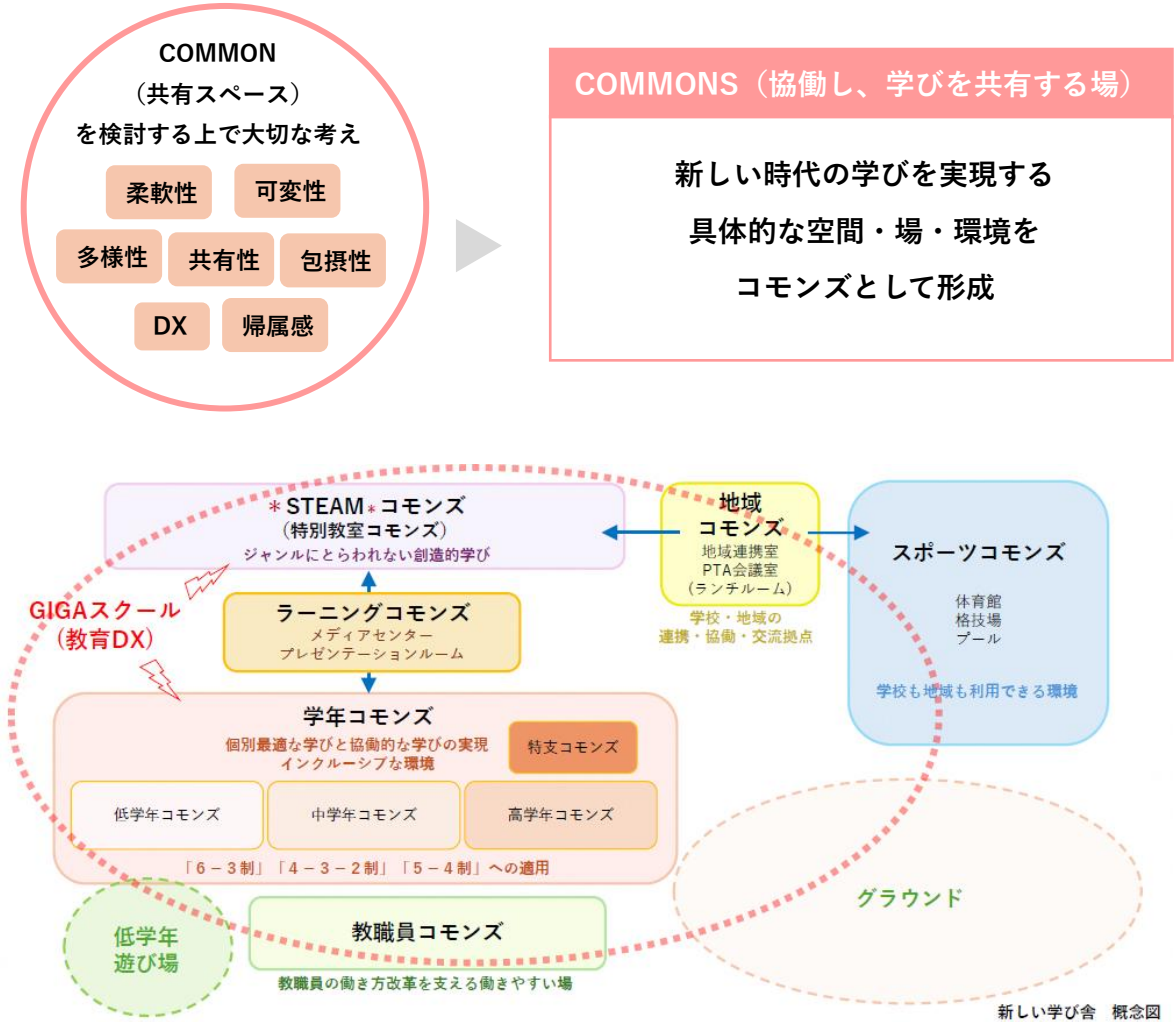 COMMON
（共有スペース）
を検討する上で大切な考え
柔軟性
可変性
多様性
共有性
包摂性
DX
帰属感
COMMONS（協働し、学びを共有する場）
新しい時代の学びを実現する
具体的な空間・場・環境を
コモンズとして形成
＊STEAM＊コモンズ
(特別教室コモンズ)
ジャンルにとらわれない創造的学び
地域
コモンズ
地域連携室
PTA会議室
(ランチルーム)
学校・地域の
連携・協働・交流拠点
スポーツコモンズ
体育館
格技場
プール
学校も地域も利用できる環境
GIGAスクール
(教育DX)
ラーニングコモンズ
メディアセンター
プレゼンテーションルーム
学年コモンズ
個別最適な学びと協働的な学びの実現
インクルーシブな環境
特支コモンズ
低学年コモンズ
中学年コモンズ
高学年コモンズ
「6－3制」「4－3－2制」「5－4制」への適用
グラウンド
低学年
遊び場
教職員コモンズ
教職員の働き方改革を支える働きやすい場
新しい学び舎　概念図